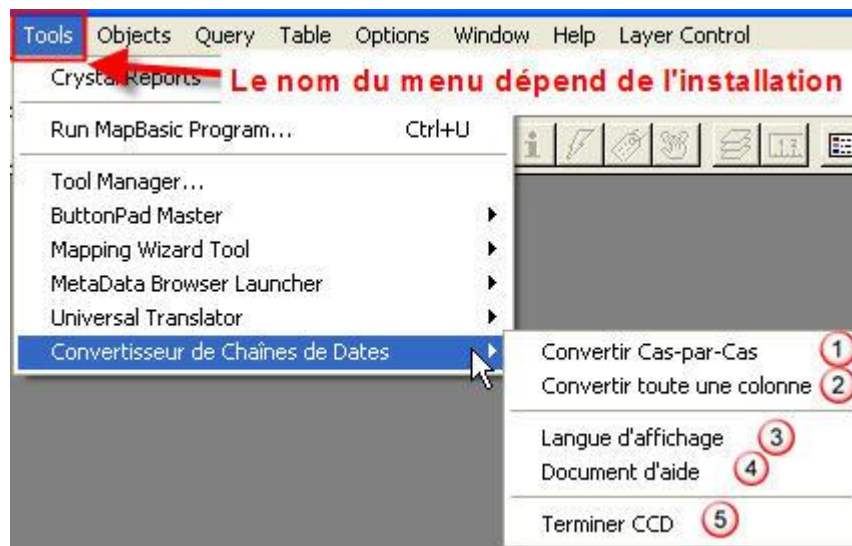 Tools Objects Query Table Options Window Help Layer Control
Crystal Reports
Le nom du menu dépend de l'installation
Run MapBasic Program... Ctrl+U
Tool Manager...
ButtonPad Master
Mapping Wizard Tool
MetaData Browser Launcher
Universal Translator
Convertisseur de Chaînes de Dates
Convertir Cas-par-Cas 1
Convertir toute une colonne 2
Langue d'affichage 3
Document d'aide 4
Terminer CCD 5